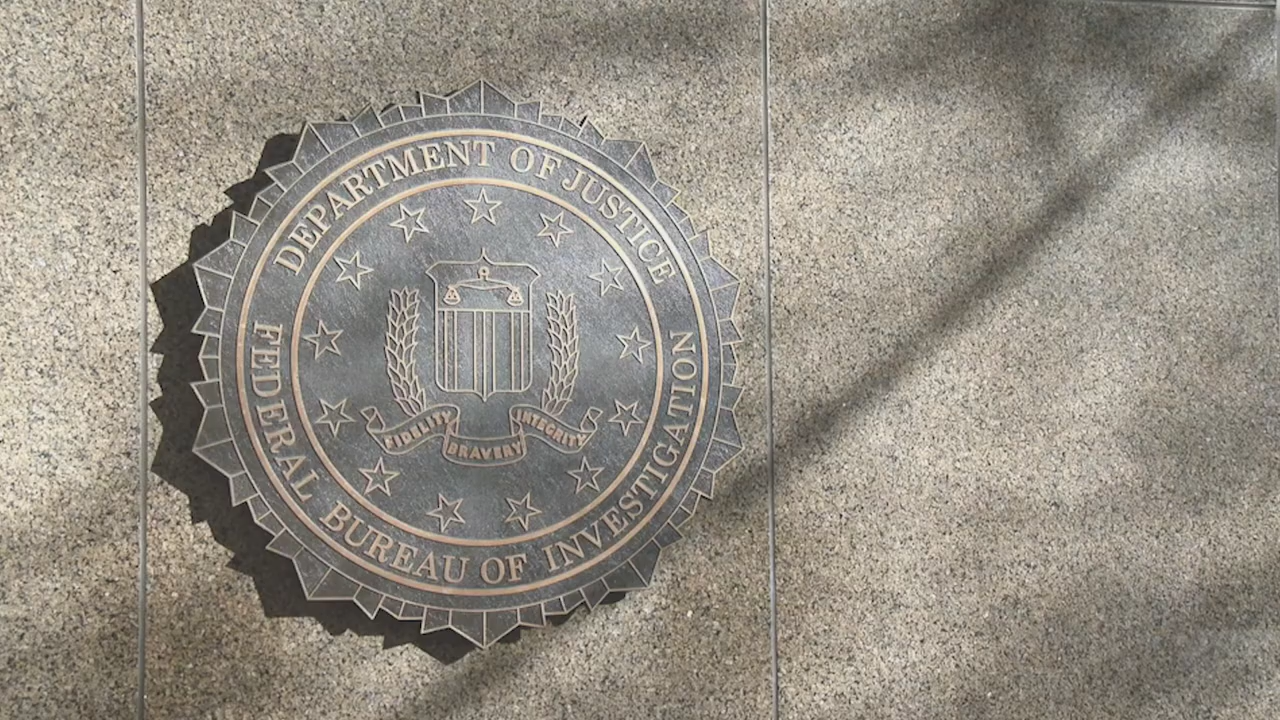 DEPARTMENT OF JUSTICE
FIDELITY
BRAVERY
INTEGRITY
FEDERAL BUREAU OF INVESTIGATION